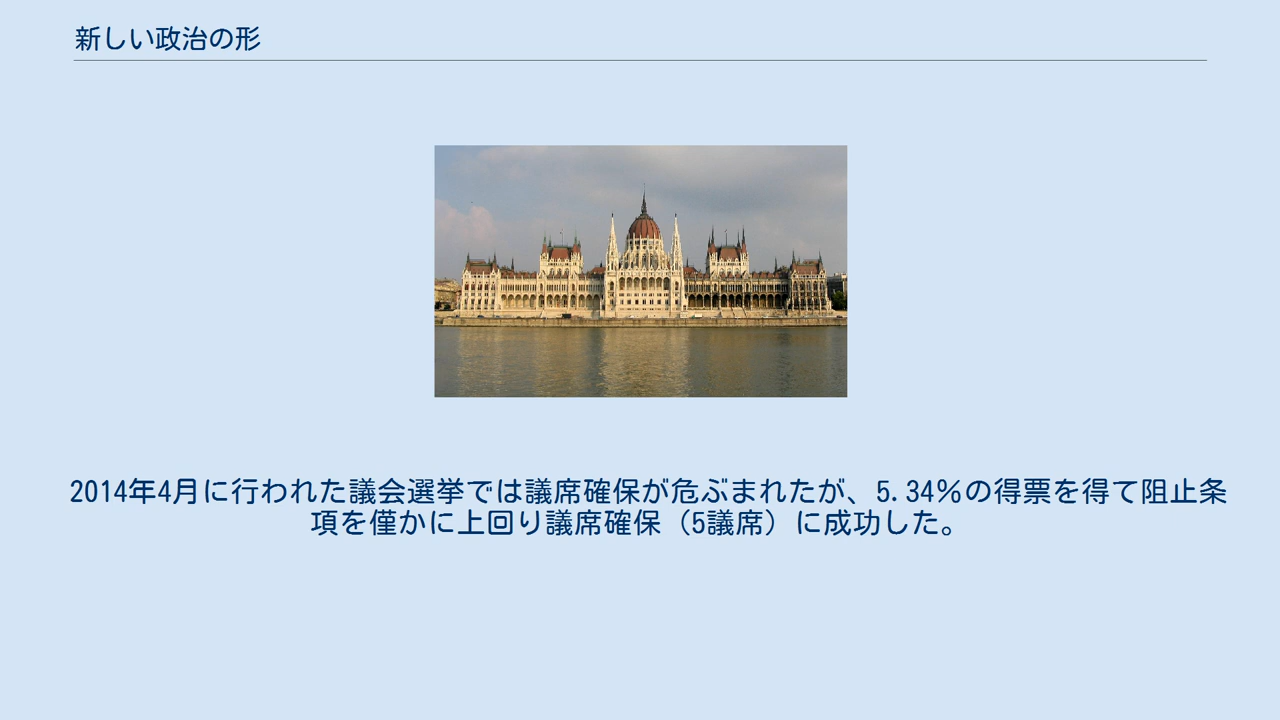 新しい政治の形
2014年4月に行われた議会選挙では議席確保が危ぶまれたが、5.34%の得票を得て阻止条
項を僅かに上回り議席確保（5議席）に成功した。